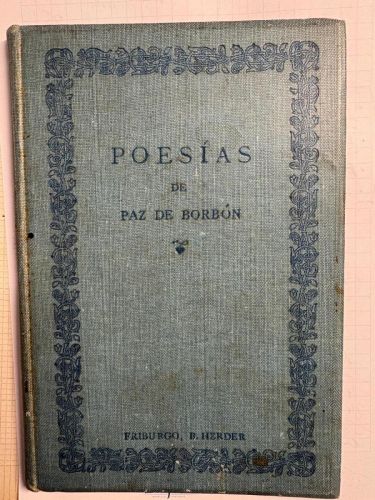 POESÍAS
DE
PAZ DE BORBÓN
FRIBURGO, B. HERDER